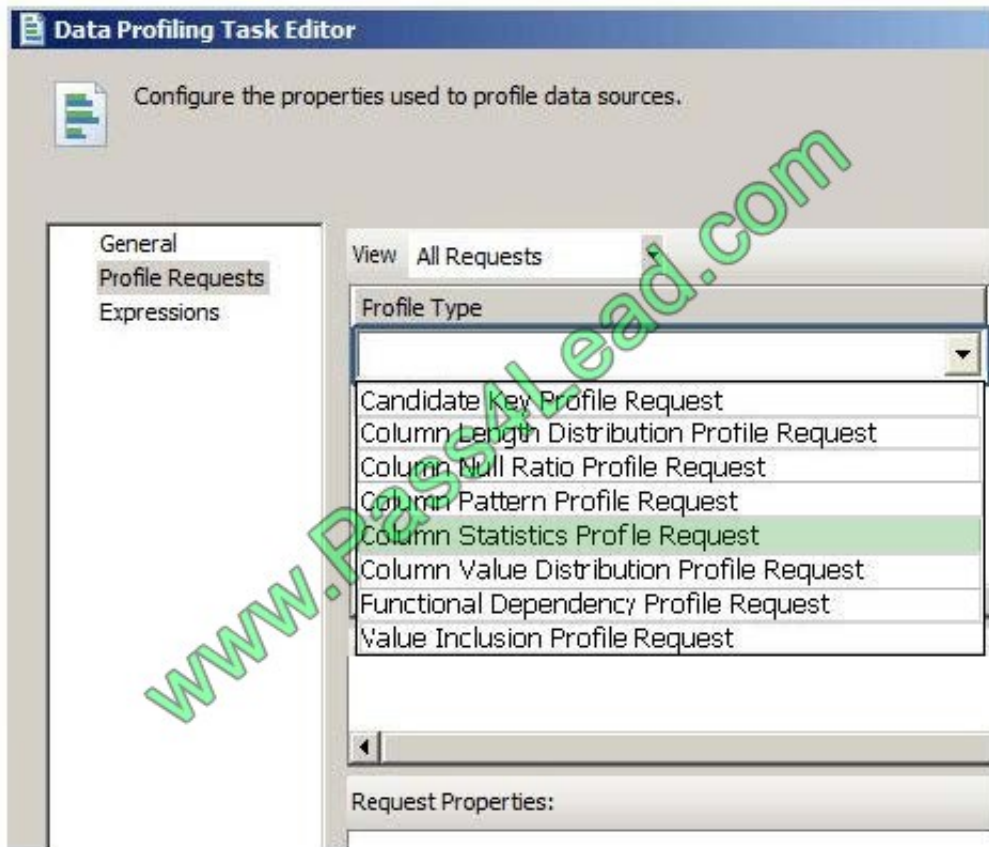 Data Profiling Task Editor
Configure the properties used to profile data sources.
General
Profile Requests
Expressions
View All Requests
Profile Type
Candidate Key Profile Request
Column Length Distribution Profile Request
Column Null Ratio Profile Request
Column Pattern Profile Request
Column Statistics Profile Request
Column Value Distribution Profile Request
Functional Dependency Profile Request
Value Inclusion Profile Request
Request Properties:
www.Pass4Lead.com